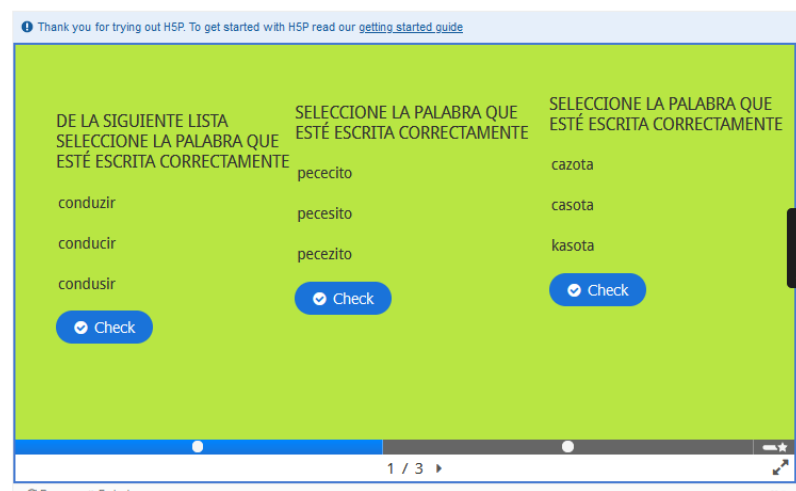 Thank you for trying out H5P. To get started with H5P read our getting started guide
DE LA SIGUIENTE LISTA
SELECCIONE LA PALABRA QUE
ESTÉ ESCRITA CORRECTAMENTE
conduzir
conducir
condusir
Check
SELECCIONE LA PALABRA QUE
ESTÉ ESCRITA CORRECTAMENTE
pececito
pecesito
pecezito
Check
SELECCIONE LA PALABRA QUE
ESTÉ ESCRITA CORRECTAMENTE
cazota
casota
kasota
Check
1 / 3